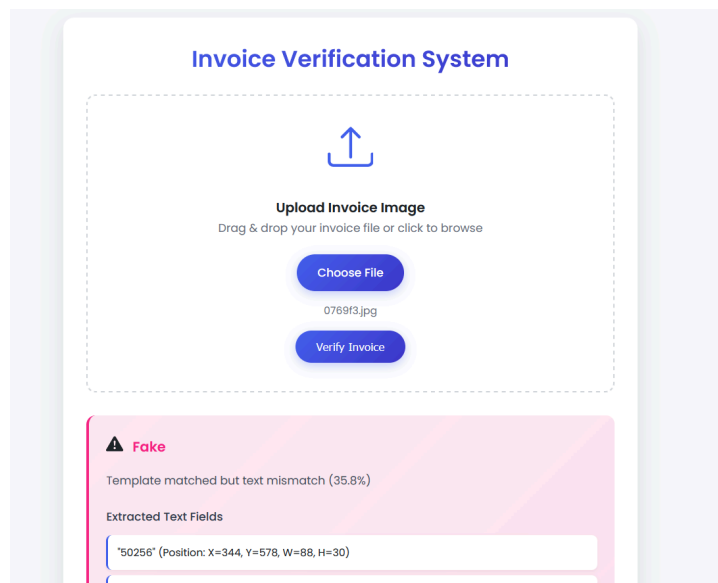 Invoice Verification System
Upload Invoice Image
Drag & drop your invoice file or click to browse
Choose File
0769f3.jpg
Verify Invoice
Fake
Template matched but text mismatch (35.8%)
Extracted Text Fields
"50256" (Position: X=344, Y=578, W=88, H=30)